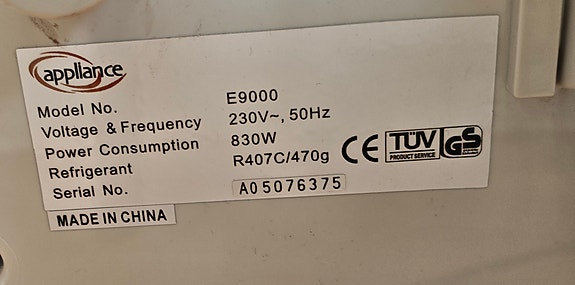 appliance
Model No. E9000
Voltage & Frequency 230V~, 50Hz
Power Consumption 830W
Refrigerant R407C/470g
Serial No. A05076375
CE TÜV PRODUCT SERVICE GS
MADE IN CHINA